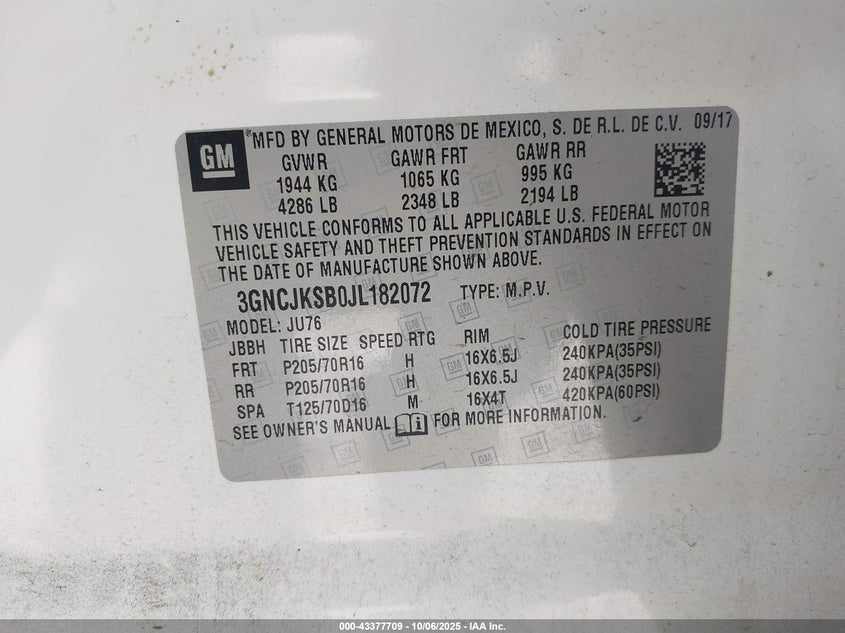 GM ® MFD BY GENERAL MOTORS DE MEXICO, S. DE R.L. DE C.V. 09/17
GVWR GAWR FRT GAWR RR
1944 KG 1065 KG 995 KG
4286 LB 2348 LB 2194 LB
THIS VEHICLE CONFORMS TO ALL APPLICABLE U.S. FEDERAL MOTOR
VEHICLE SAFETY AND THEFT PREVENTION STANDARDS IN EFFECT ON
THE DATE OF MANUFACTURE SHOWN ABOVE.
3GNCJKSB0JL182072 TYPE: M.P.V.
MODEL: JU76
JBBH TIRE SIZE SPEED RTG RIM COLD TIRE PRESSURE
FRT P205/70R16 H 16X6.5J 240KPA(35PSI)
RR P205/70R16 H 16X6.5J 240KPA(35PSI)
SPA T125/70D16 M 16X4T 420KPA(60PSI)
SEE OWNER'S MANUAL FOR MORE INFORMATION.
000-43377709 - 10/06/2025 - IAA Inc.